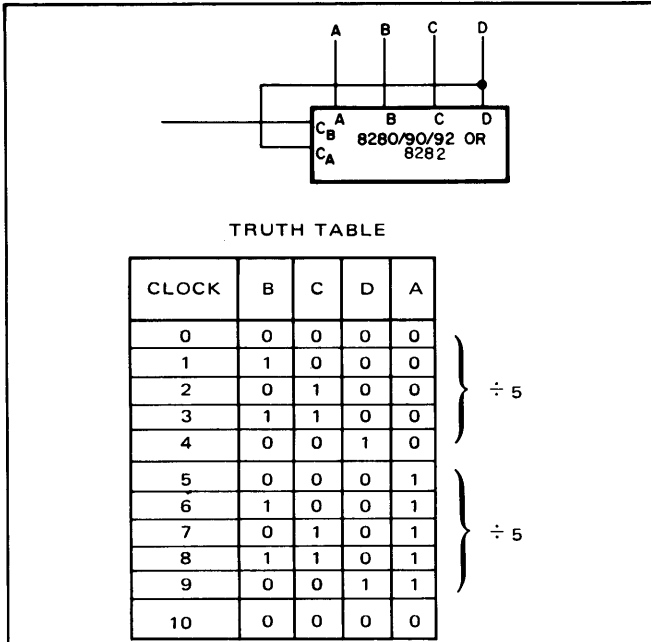 A B C D
A B C D
CB 8280/90/92 OR
CA 8282
TRUTH TABLE
CLOCK B C D A
0 0 0 0 0
1 1 0 0 0
2 0 1 0 0
3 1 1 0 0
4 0 0 1 0
÷ 5
5 0 0 0 1
6 1 0 0 1
7 0 1 0 1
8 1 1 0 1
9 0 0 1 1
÷ 5
10 0 0 0 0